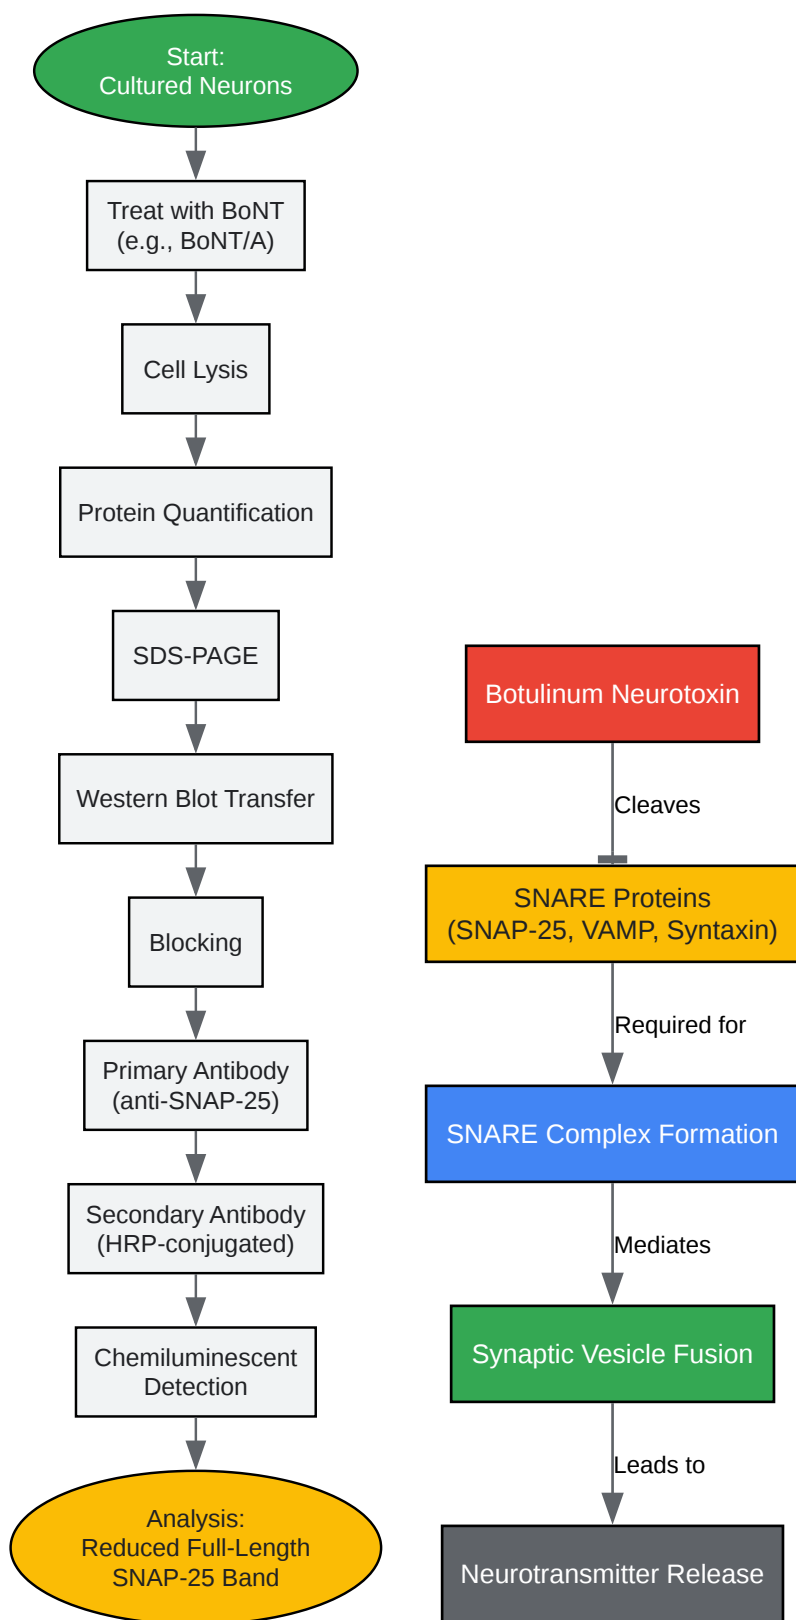 Start:
Cultured Neurons
Treat with BoNT
(e.g., BoNT/A)
Cell Lysis
Protein Quantification
SDS-PAGE
Western Blot Transfer
Blocking
Primary Antibody
(anti-SNAP-25)
Secondary Antibody
(HRP-conjugated)
Chemiluminescent
Detection
Analysis:
Reduced Full-Length
SNAP-25 Band
Botulinum Neurotoxin
Cleaves
SNARE Proteins
(SNAP-25, VAMP, Syntaxin)
Required for
SNARE Complex Formation
Mediates
Synaptic Vesicle Fusion
Leads to
Neurotransmitter Release